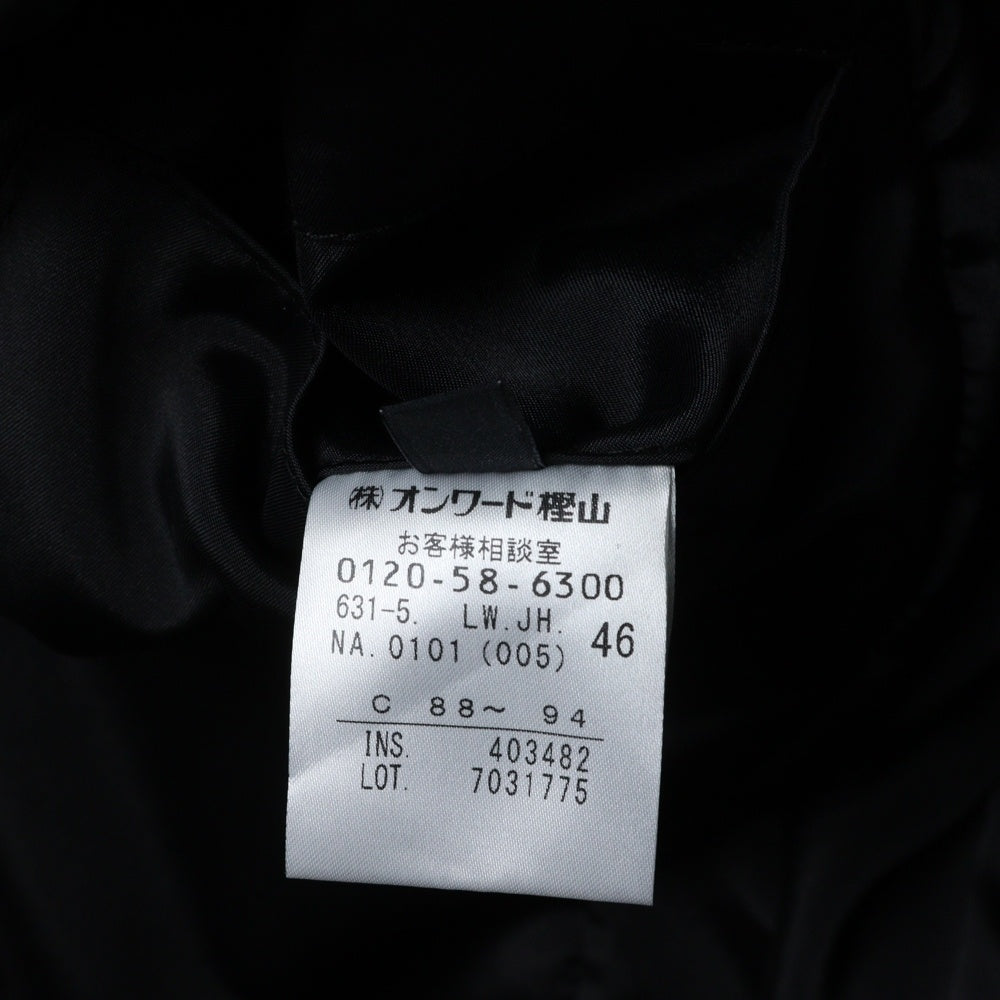 ㈱オンワード樫山
お客様相談室
0120-58-6300
631-5. LW.JH. 46
NA.0101(005)
C 88～ 94
INS. 403482
LOT. 7031775